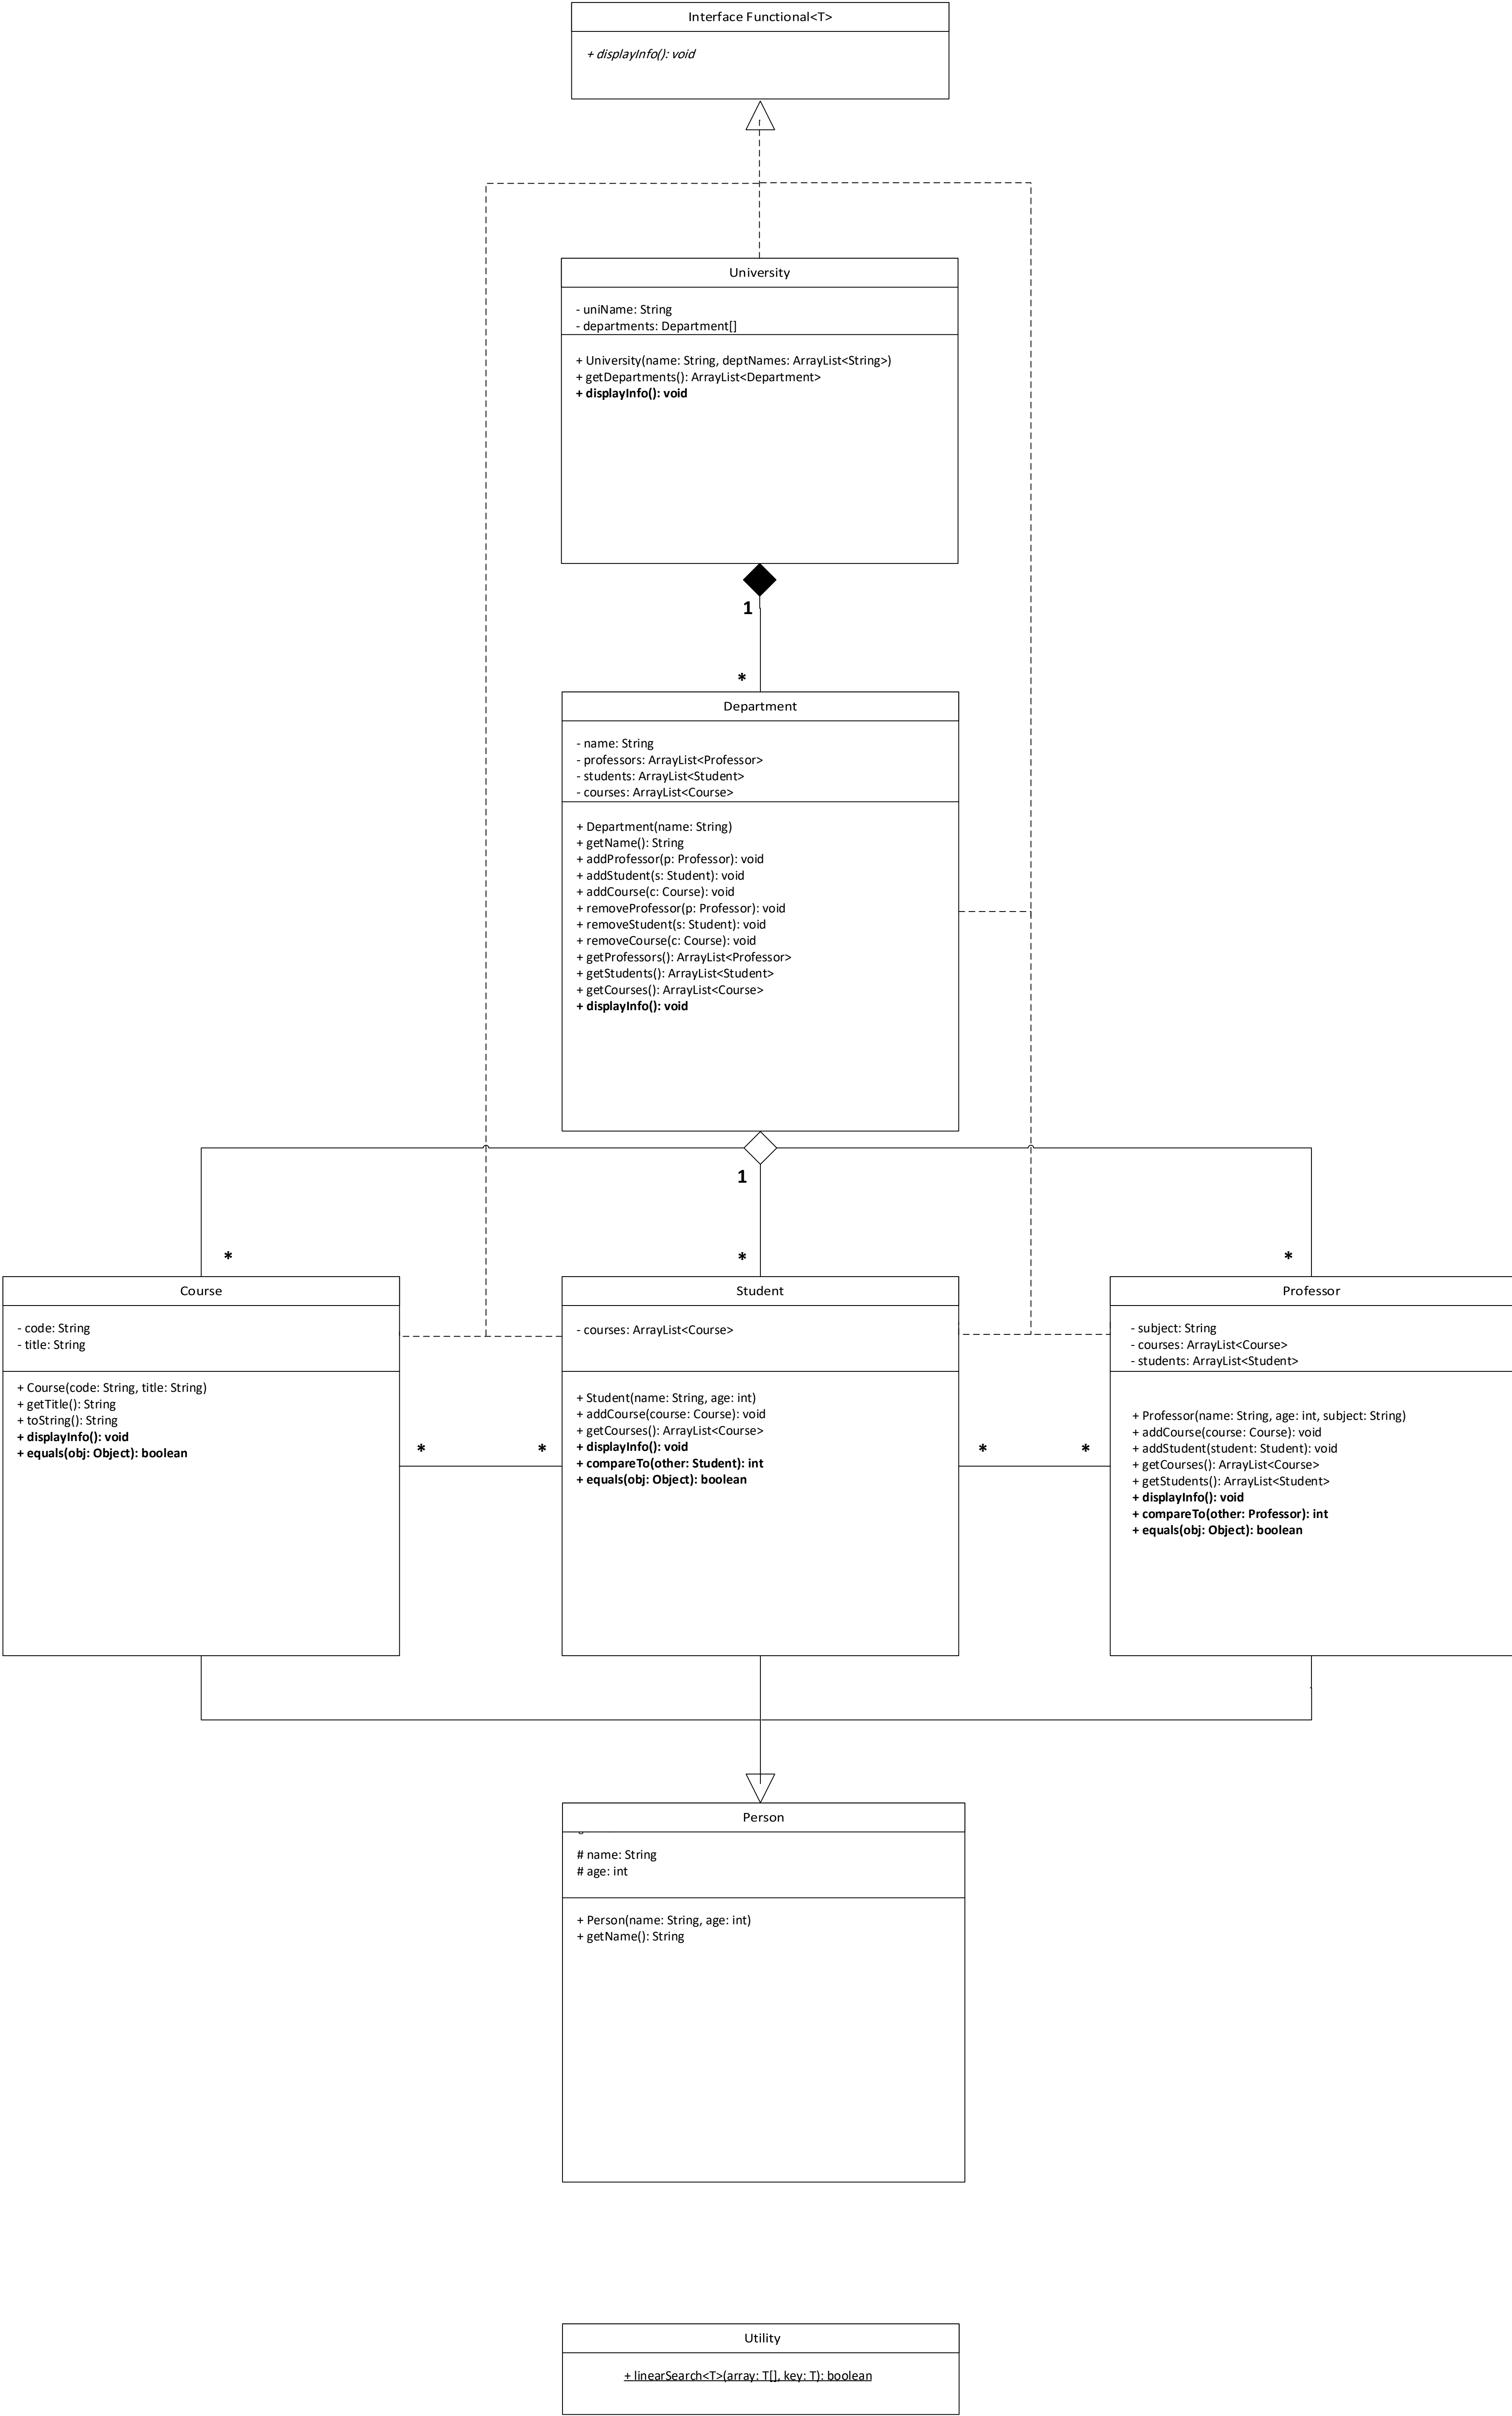 Interface Functional<T>
+ displayInfo(): void
University
- uniName: String
- departments: Department[]
+ University(name: String, deptNames: ArrayList<String>)
+ getDepartments(): ArrayList<Department>
+ displayInfo(): void
1
*
Department
- name: String
- professors: ArrayList<Professor>
- students: ArrayList<Student>
- courses: ArrayList<Course>
+ Department(name: String)
+ getName(): String
+ addProfessor(p: Professor): void
+ addStudent(s: Student): void
+ addCourse(c: Course): void
+ removeProfessor(p: Professor): void
+ removeStudent(s: Student): void
+ removeCourse(c: Course): void
+ getProfessors(): ArrayList<Professor>
+ getStudents(): ArrayList<Student>
+ getCourses(): ArrayList<Course>
+ displayInfo(): void
1
*
*
*
Course
- code: String
- title: String
+ Course(code: String, title: String)
+ getTitle(): String
+ toString(): String
+ displayInfo(): void
+ equals(obj: Object): boolean
*
*
Student
- courses: ArrayList<Course>
+ Student(name: String, age: int)
+ addCourse(course: Course): void
+ getCourses(): ArrayList<Course>
+ displayInfo(): void
+ compareTo(other: Student): int
+ equals(obj: Object): boolean
*
*
Professor
- subject: String
- courses: ArrayList<Course>
- students: ArrayList<Student>
+ Professor(name: String, age: int, subject: String)
+ addCourse(course: Course): void
+ addStudent(student: Student): void
+ getCourses(): ArrayList<Course>
+ getStudents(): ArrayList<Student>
+ displayInfo(): void
+ compareTo(other: Professor): int
+ equals(obj: Object): boolean
Person
# name: String
# age: int
+ Person(name: String, age: int)
+ getName(): String
Utility
+ linearSearch<T>(array: T[], key: T): boolean